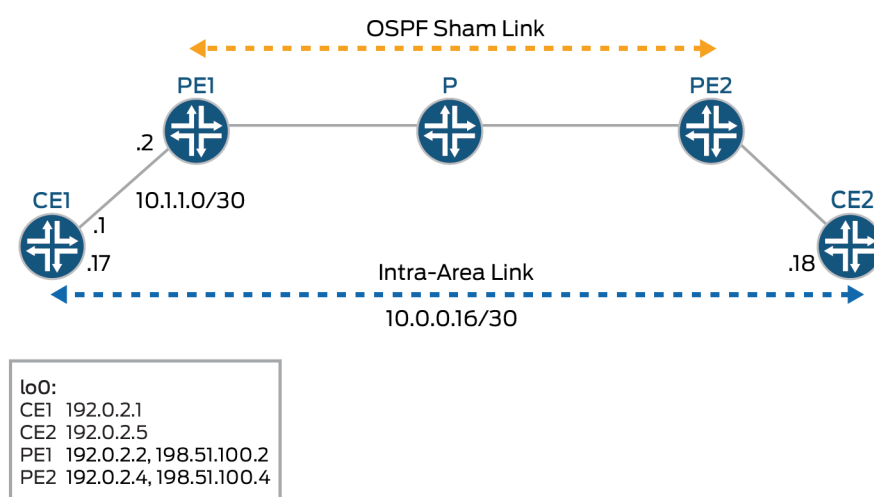 OSPF Sham Link
PE1
P
PE2
.2
CE1
10.1.1.0/30
CE2
.1
.17
Intra-Area Link
.18
10.0.0.16/30
lo0:
CE1 192.0.2.1
CE2 192.0.2.5
PE1 192.0.2.2, 198.51.100.2
PE2 192.0.2.4, 198.51.100.4